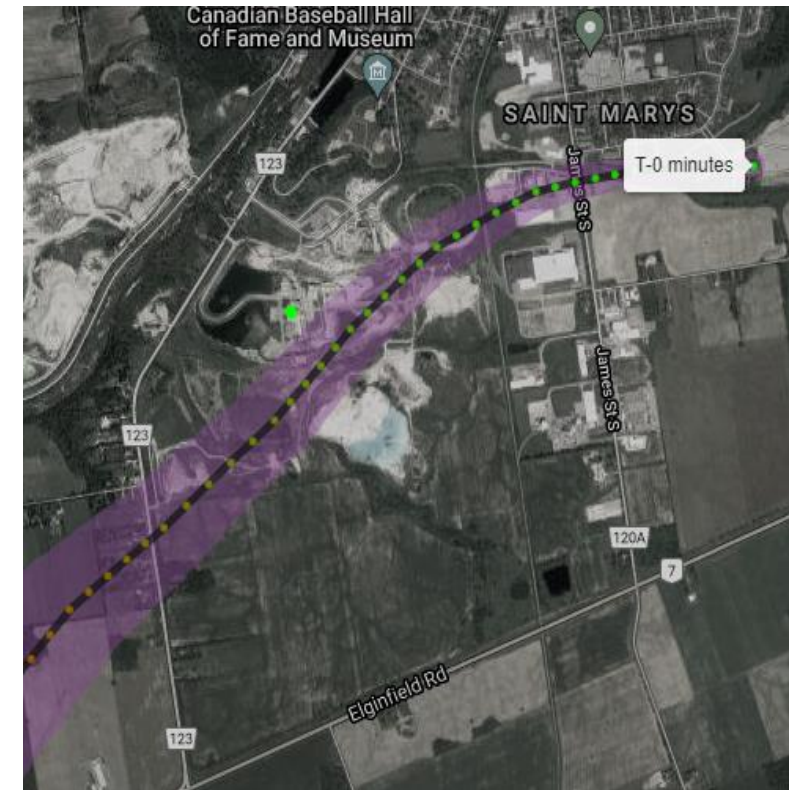 Canadian Baseball Hall
of Fame and Museum
M
SAINT MARYS
123
James St S
T-0 minutes
James St S
123
120A
7
Elginfield Rd
123